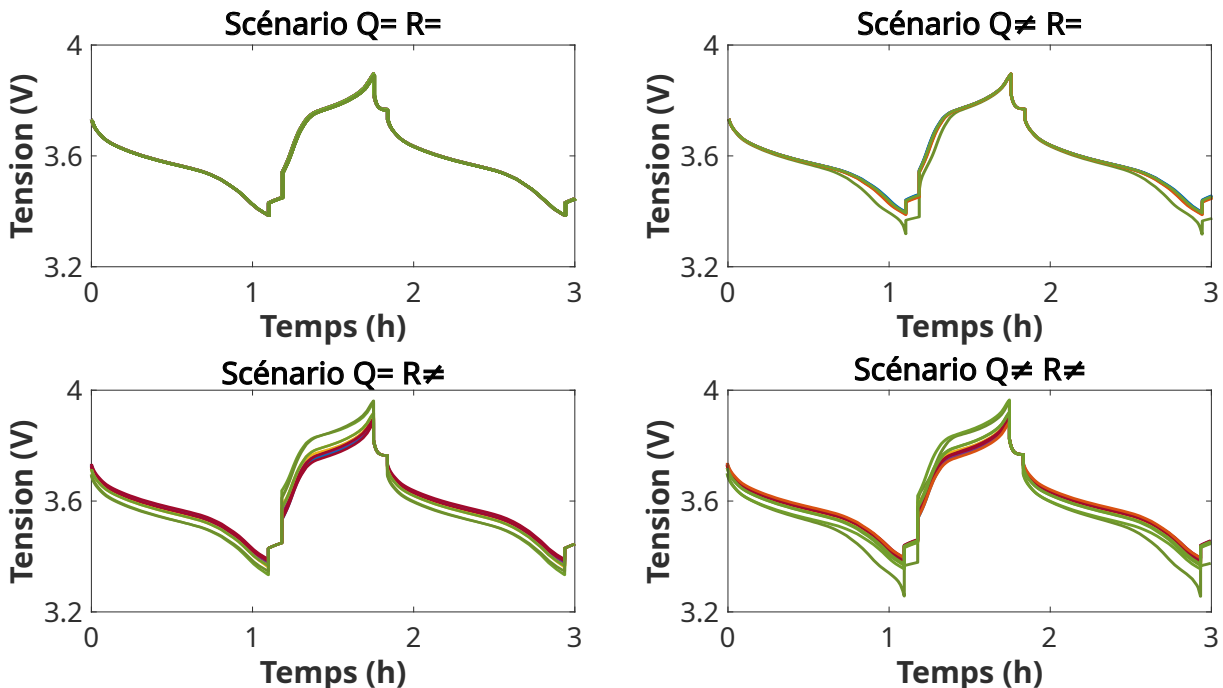 Scénario Q= R=
4
3.6
3.2
Tension (V)
0 1 2 3
Temps (h)
Scénario Q≠ R=
4
3.6
3.2
Tension (V)
0 1 2 3
Temps (h)
Scénario Q= R≠
4
3.6
3.2
Tension (V)
0 1 2 3
Temps (h)
Scénario Q≠ R≠
4
3.6
3.2
Tension (V)
0 1 2 3
Temps (h)